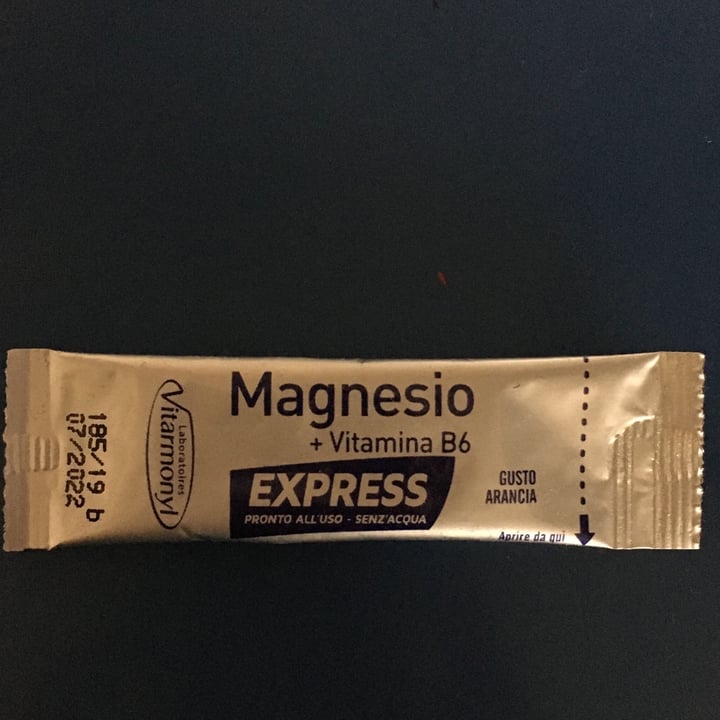 185/19 b
07/2022
Laboratoires
Vitarmonyl
Magnesio
+ Vitamina B6
EXPRESS
PRONTO ALL'USO - SENZ'ACQUA
GUSTO
ARANCIA
Aprire da qui